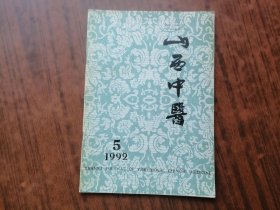 山西中醫
5
1992
SHANXI JOURNAL OF TRADITIONAL CHINESE MEDICINE